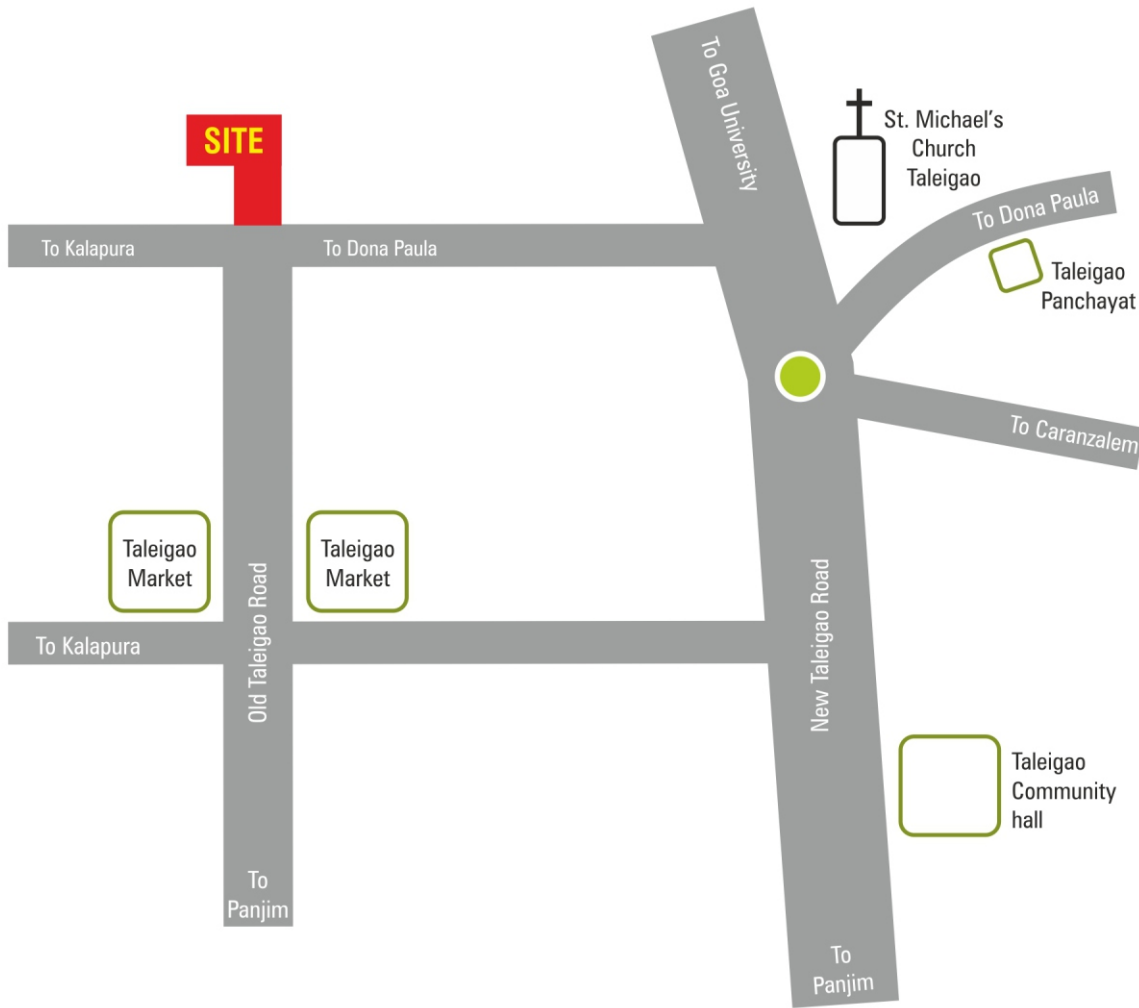 To Goa University
SITE
St. Michael's
Church
Taleigao
To Dona Paula
To Kalapura
To Dona Paula
Taleigao
Panchayat
To Caranzalem
Taleigao
Market
Taleigao
Market
To Kalapura
Old Taleigao Road
New Taleigao Road
Taleigao
Community
hall
To
Panjim
To
Panjim